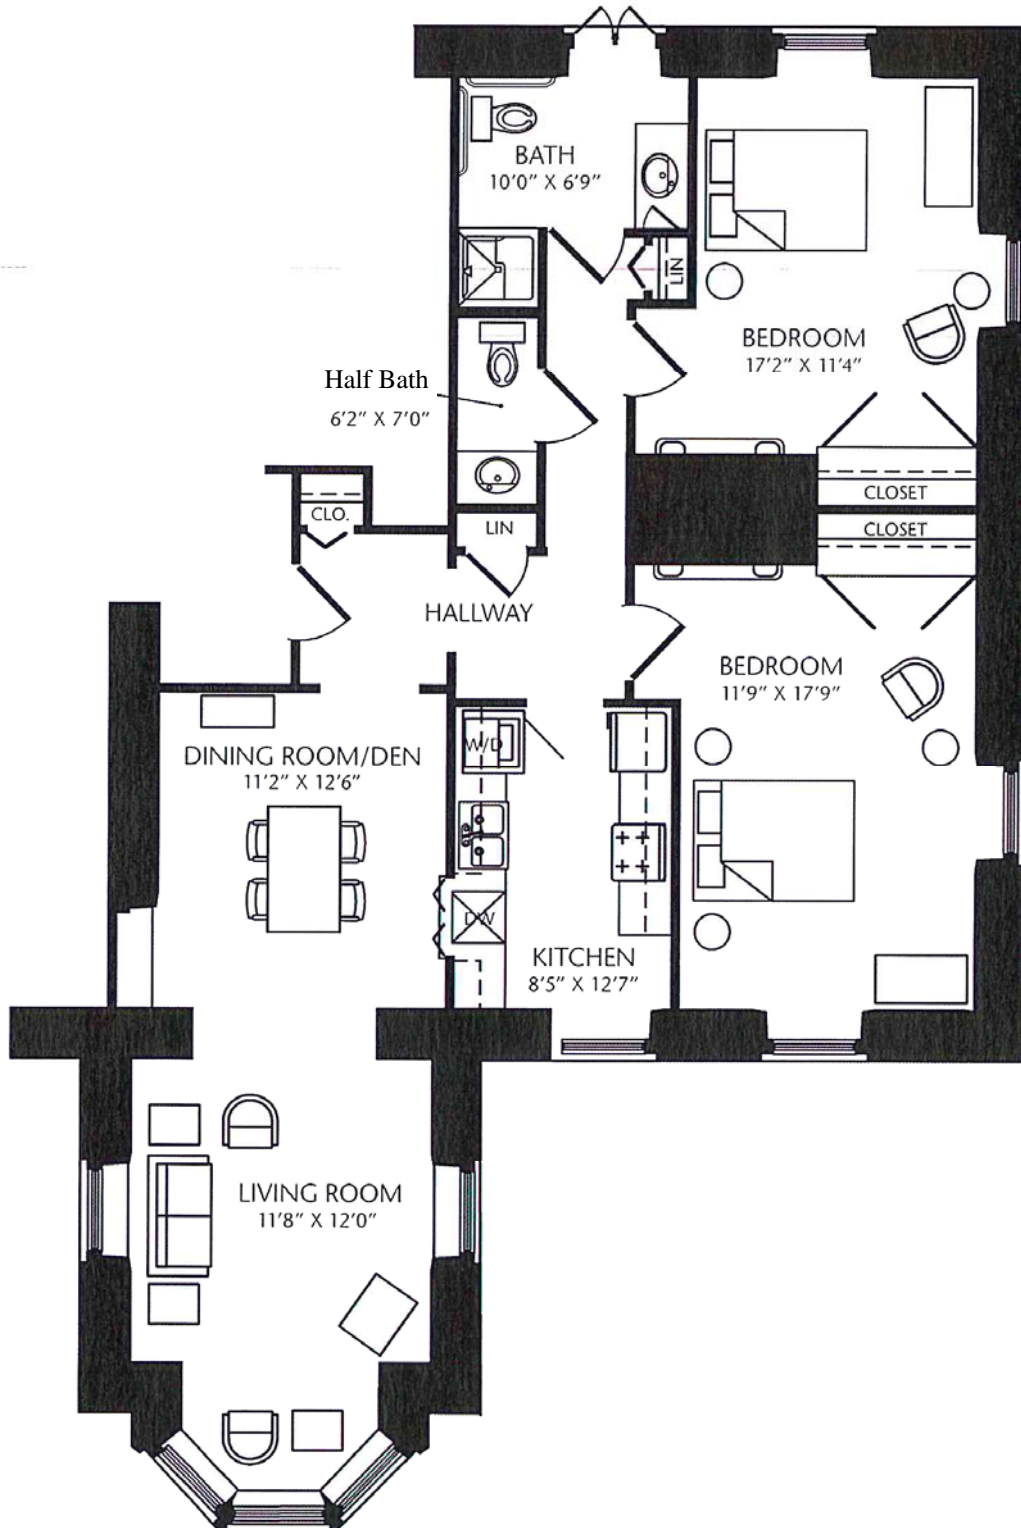 BATH
10'0" X 6'9"
LIN
BEDROOM
17'2" X 11'4"
Half Bath
6'2" X 7'0"
CLOSET
CLO.
LIN
CLOSET
HALLWAY
BEDROOM
11'9" X 17'9"
W/D
DINING ROOM/DEN
11'2" X 12'6"
DW
KITCHEN
8'5" X 12'7"
LIVING ROOM
11'8" X 12'0"